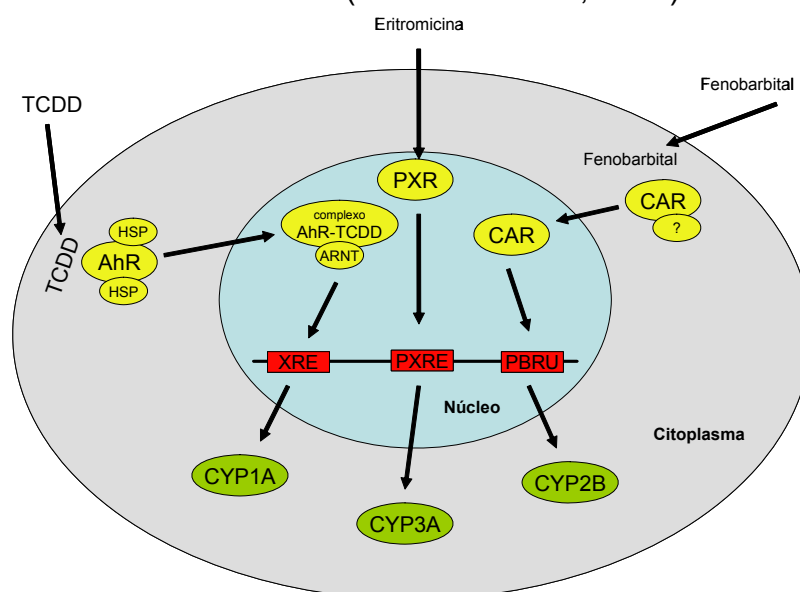 Eritromicina
TCDD
Fenobarbital
Fenobarbital
PXR
CAR
?
complexo
AhR-TCDD
ARNT
CAR
HSP
AhR
HSP
TCDD
XRE
PXRE
PBRU
Núcleo
Citoplasma
CYP1A
CYP2B
CYP3A